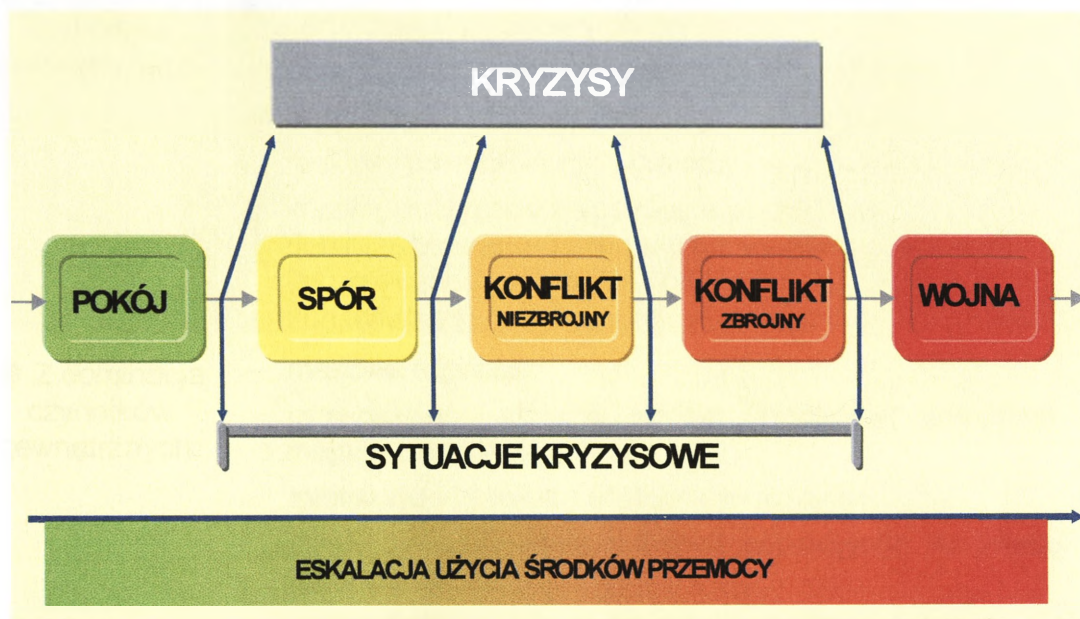 KRYZYSY
POKÓJ
SPÓR
KONFLIKT
NIEZBROJNY
KONFLIKT
ZBROJNY
WOJNA
SYTUACJE KRYZYSOWE
ESKALACJA UŻYCIA ŚRODKÓW PRZEMOCY